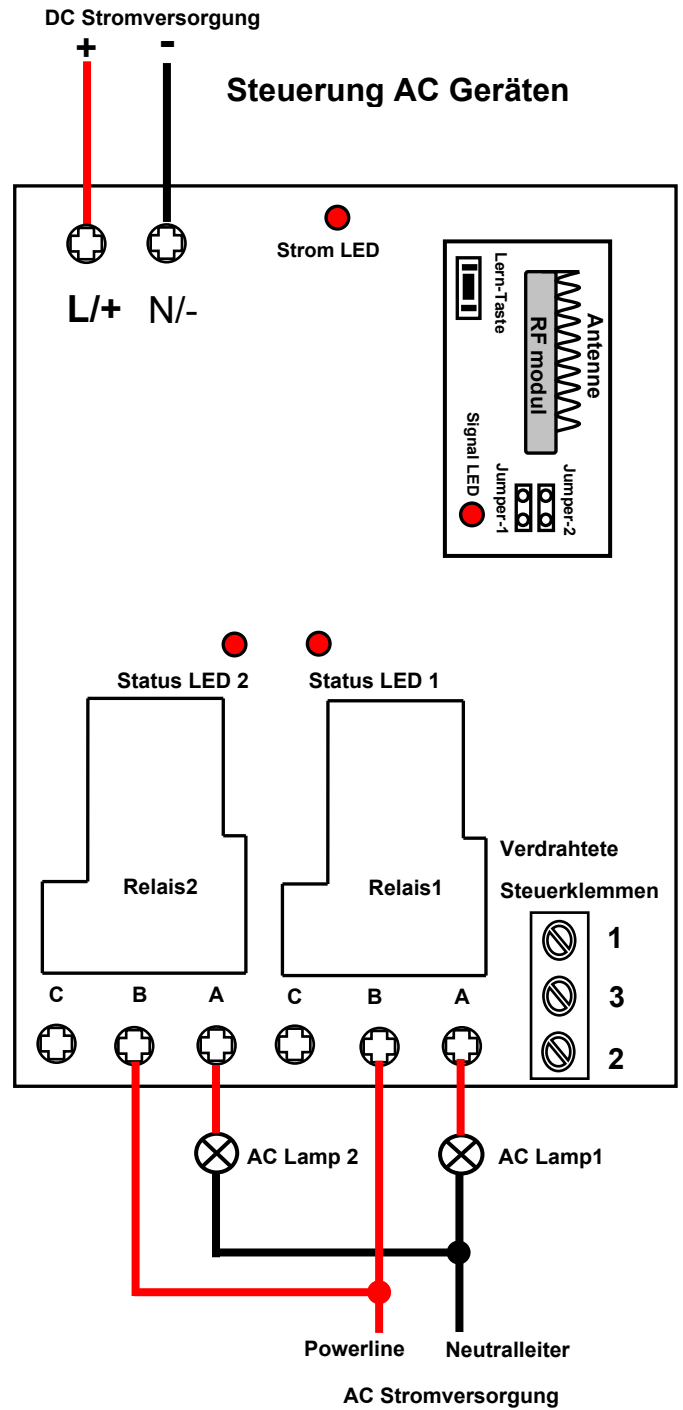 DC Stromversorgung
+ -
Steuerung AC Geräten
Strom LED
L/+ N/-
Lern-Taste
RF modul
Antenne
Signal LED
Jumper-1
Jumper-2
Status LED 2 Status LED 1
Verdrahtete
Steuerklemmen
Relais2 Relais1
1
3
2
C B A C B A
AC Lamp 2 AC Lamp1
Powerline Neutralleiter
AC Stromversorgung